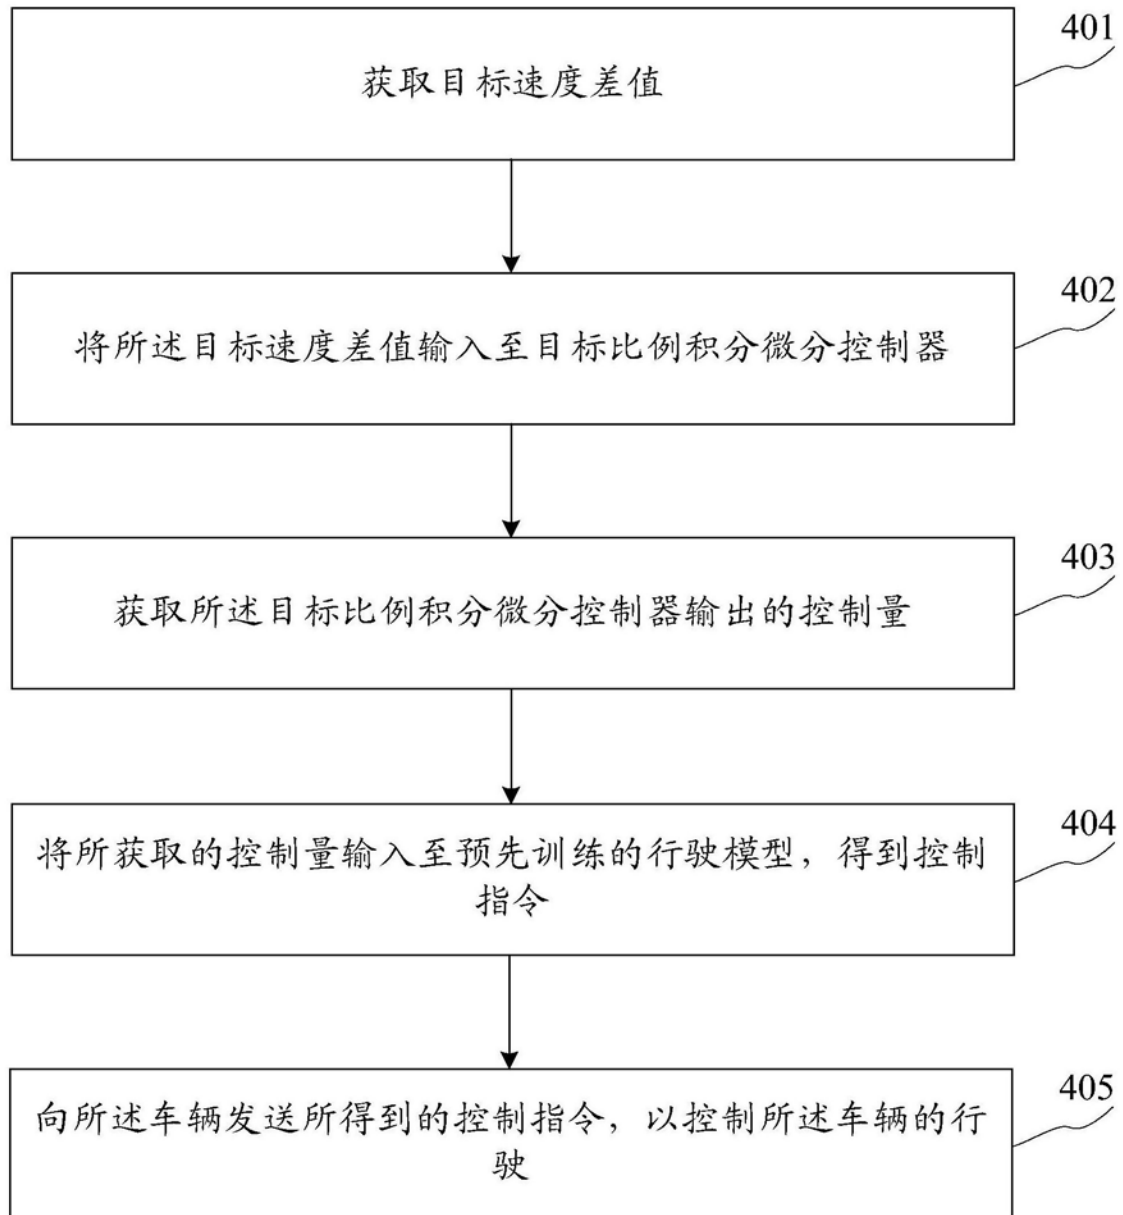 401
获取目标速度差值
402
将所述目标速度差值输入至目标比例积分微分控制器
403
获取所述目标比例积分微分控制器输出的控制量
404
将所获取的控制量输入至预先训练的行驶模型，得到控制
指令
405
向所述车辆发送所得到的控制指令，以控制所述车辆的行
驶